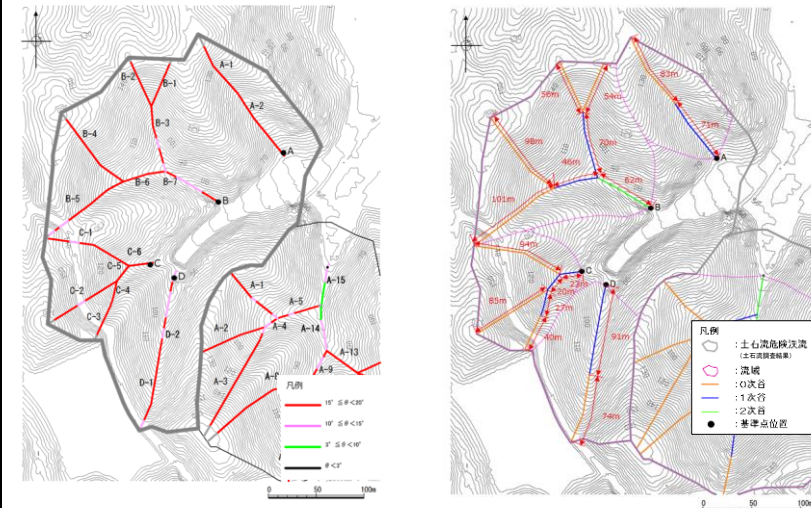 B-2
B-1
A-1
A-2
B-3
B-4
B-6
B-7
A
B
B-5
C-1
C-6
C-5
C
D
C-4
C-2
C-3
D-2
D-1
A-15
A-1
A-5
A-2
A-4
A-14
A-13
A-3
A-9
凡例
15° ≦θ<20°
10° ≦θ<15°
3° ≦θ<10°
θ<3°
0 50 100m
83m
54m
71m
98m
70m
46m
62m
101m
94m
A
B
C
D
85m
20m
40m
91m
74m
凡例
:土石流危険渓流
(土石流調査結果)
:流域
:0次谷
:1次谷
:2次谷
:基準点位置
0 50 100m